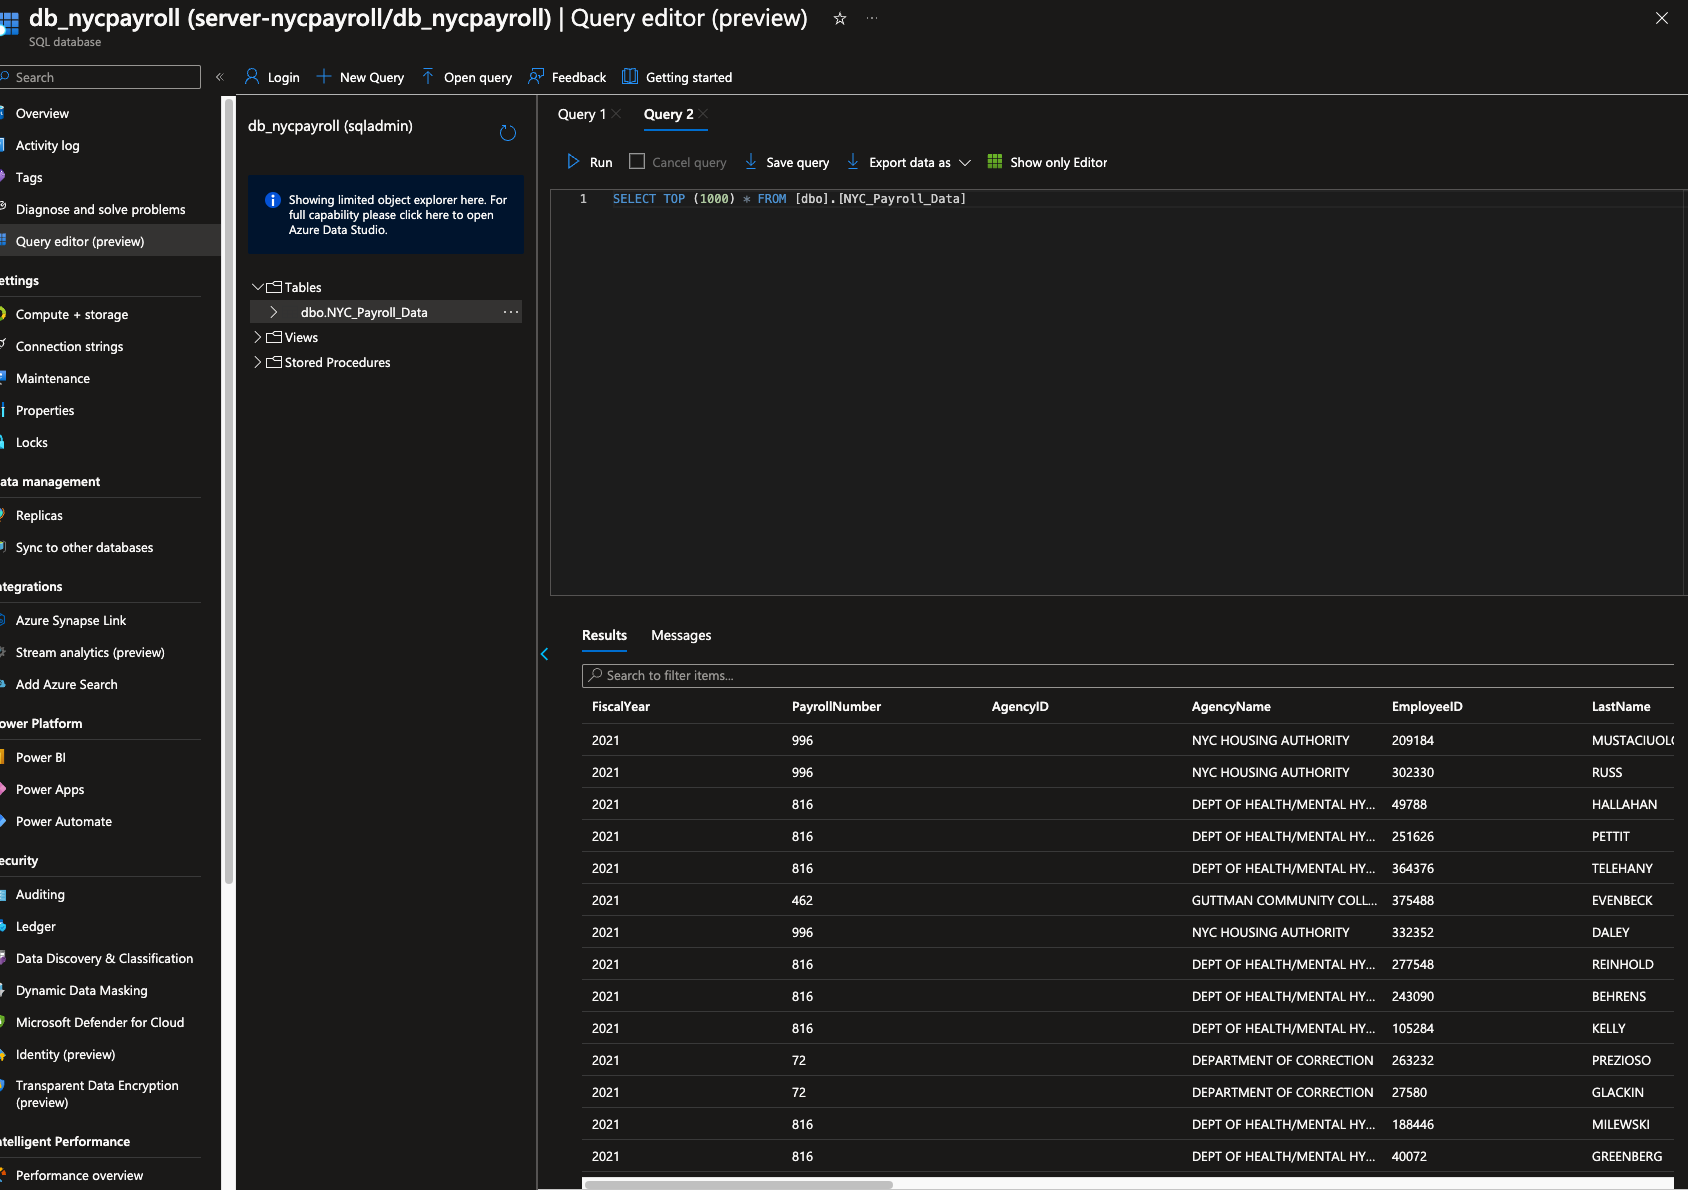 db_nycpayroll (server-nycpayroll/db_nycpayroll) | Query editor (preview)
SQL database
Search
Login
New Query
Open query
Feedback
Getting started
Overview
Activity log
Tags
Diagnose and solve problems
Query editor (preview)
ettings
Compute + storage
Connection strings
Maintenance
Properties
Locks
ata management
Replicas
Sync to other databases
ntegrations
Azure Synapse Link
Stream analytics (preview)
Add Azure Search
ower Platform
Power BI
Power Apps
Power Automate
ecurity
Auditing
Ledger
Data Discovery & Classification
Dynamic Data Masking
Microsoft Defender for Cloud
Identity (preview)
Transparent Data Encryption
(preview)
ntelligent Performance
Performance overview
db_nycpayroll (sqladmin)
Showing limited object explorer here. For
full capability please click here to open
Azure Data Studio.
Tables
dbo.NYC_Payroll_Data
Views
Stored Procedures
Query 1 Query 2
Run Cancel query Save query Export data as Show only Editor
1 SELECT TOP (1000) * FROM [dbo].[NYC_Payroll_Data]
Results Messages
Search to filter items...
FiscalYear PayrollNumber AgencyID AgencyName EmployeeID LastName
2021 996 NYC HOUSING AUTHORITY 209184 MUSTACIUOLO
2021 996 NYC HOUSING AUTHORITY 302330 RUSS
2021 816 DEPT OF HEALTH/MENTAL HY... 49788 HALLAHAN
2021 816 DEPT OF HEALTH/MENTAL HY... 251626 PETTIT
2021 816 DEPT OF HEALTH/MENTAL HY... 364376 TELEHANY
2021 462 GUTTMAN COMMUNITY COLL... 375488 EVENBECK
2021 996 NYC HOUSING AUTHORITY 332352 DALEY
2021 816 DEPT OF HEALTH/MENTAL HY... 277548 REINHOLD
2021 816 DEPT OF HEALTH/MENTAL HY... 243090 BEHRENS
2021 816 DEPT OF HEALTH/MENTAL HY... 105284 KELLY
2021 72 DEPARTMENT OF CORRECTION 263232 PREZIOSO
2021 72 DEPARTMENT OF CORRECTION 27580 GLACKIN
2021 816 DEPT OF HEALTH/MENTAL HY... 188446 MILEWSKI
2021 816 DEPT OF HEALTH/MENTAL HY... 40072 GREENBERG